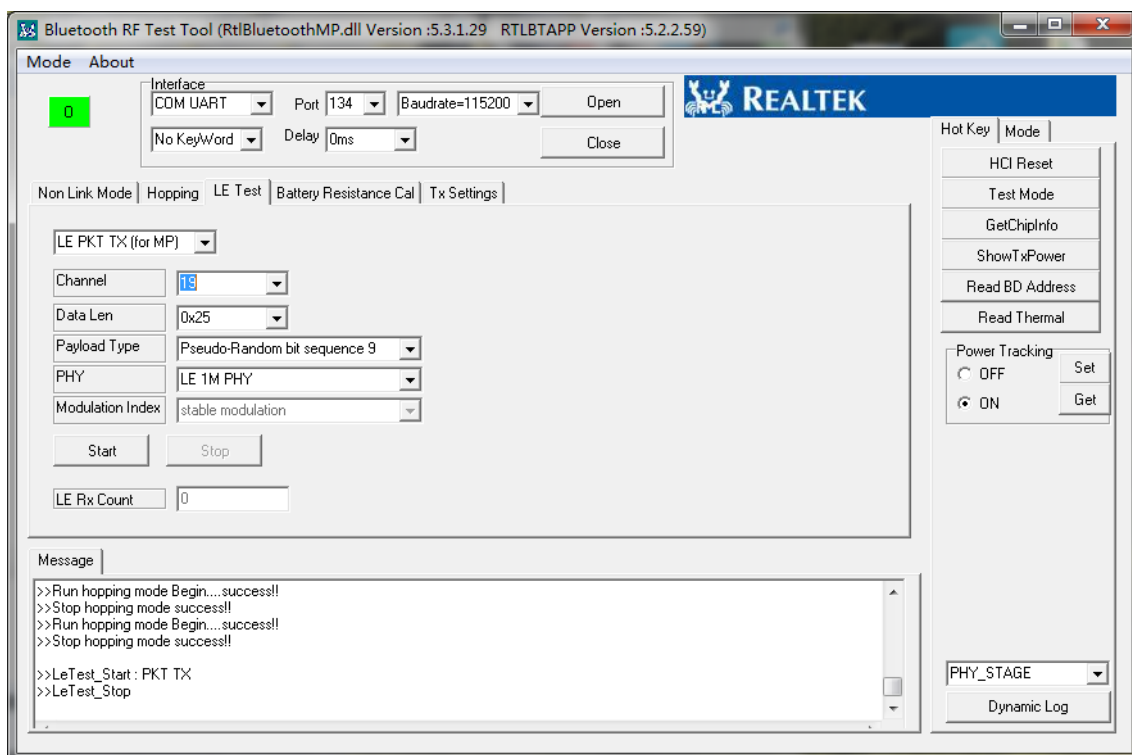 Bluetooth RF Test Tool (RtlBluetoothMP.dll Version :5.3.1.29 RTLBTAPP Version :5.2.2.59)
Mode About
0
Interface
COM UART Port 134 Baudrate=115200 Open
No KeyWord Delay 0ms Close
REALTEK
Hot Key Mode
HCI Reset
Test Mode
GetChipInfo
ShowTxPower
Read BD Address
Read Thermal
Power Tracking
OFF Set
ON Get
Non Link Mode Hopping LE Test Battery Resistance Cal Tx Settings
LE PKT TX (for MP)
Channel 19
Data Len 0x25
Payload Type Pseudo-Random bit sequence 9
PHY LE 1M PHY
Modulation Index stable modulation
Start Stop
LE Rx Count 0
Message
>>Run hopping mode Begin....success!!
>>Stop hopping mode success!!
>>Run hopping mode Begin....success!!
>>Stop hopping mode success!!
>>LeTest_Start : PKT TX
>>LeTest_Stop
PHY_STAGE
Dynamic Log